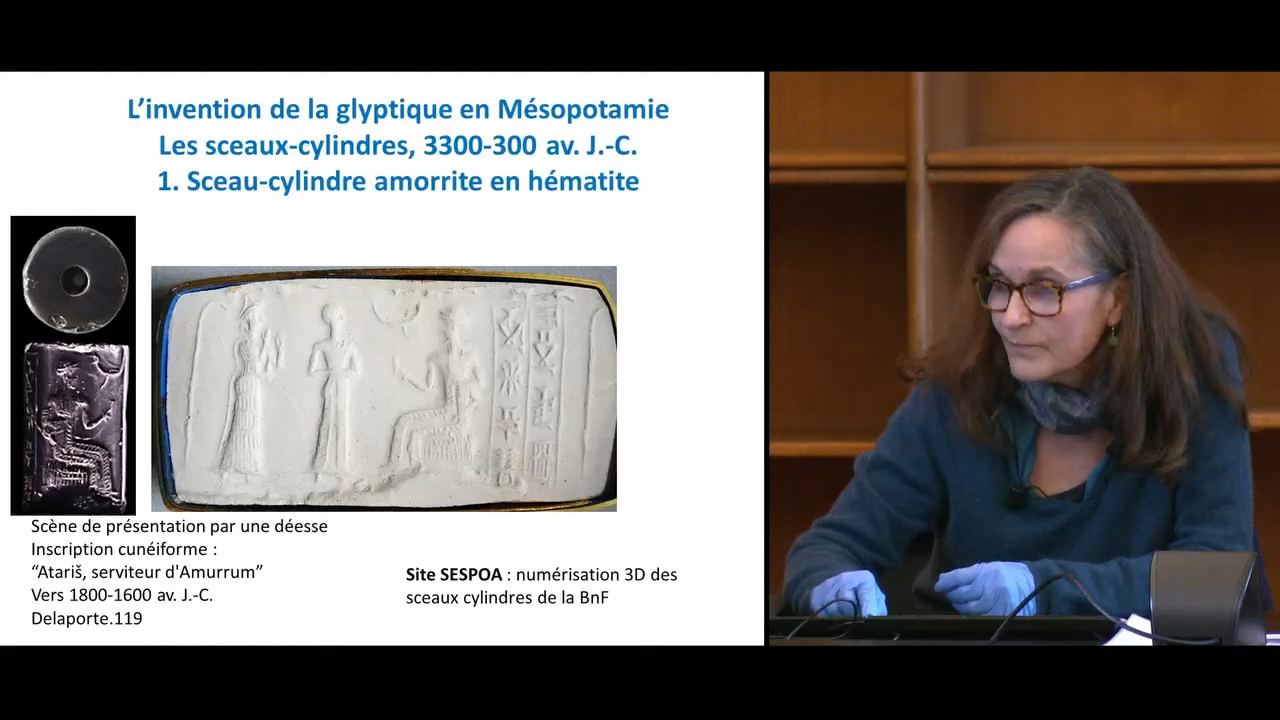 L’invention de la glyptique en Mésopotamie
Les sceaux-cylindres, 3300-300 av. J.-C.
1. Sceau-cylindre amorrite en hématite
Scène de présentation par une déesse
Inscription cunéiforme :
“Atariš, serviteur d'Amurrum”
Vers 1800-1600 av. J.-C.
Delaporte.119
Site SESPOA : numérisation 3D des
sceaux cylindres de la BnF